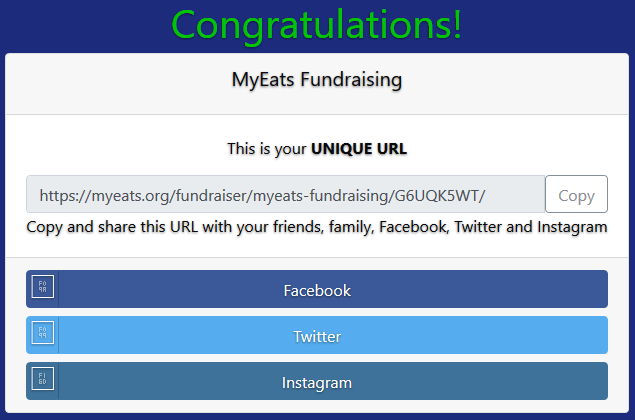 Congratulations!
MyEats Fundraising
This is your UNIQUE URL
https://myeats.org/fundraiser/myeats-fundraising/G6UQK5WT/
Copy
Copy and share this URL with your friends, family, Facebook, Twitter and Instagram
Facebook
Twitter
Instagram